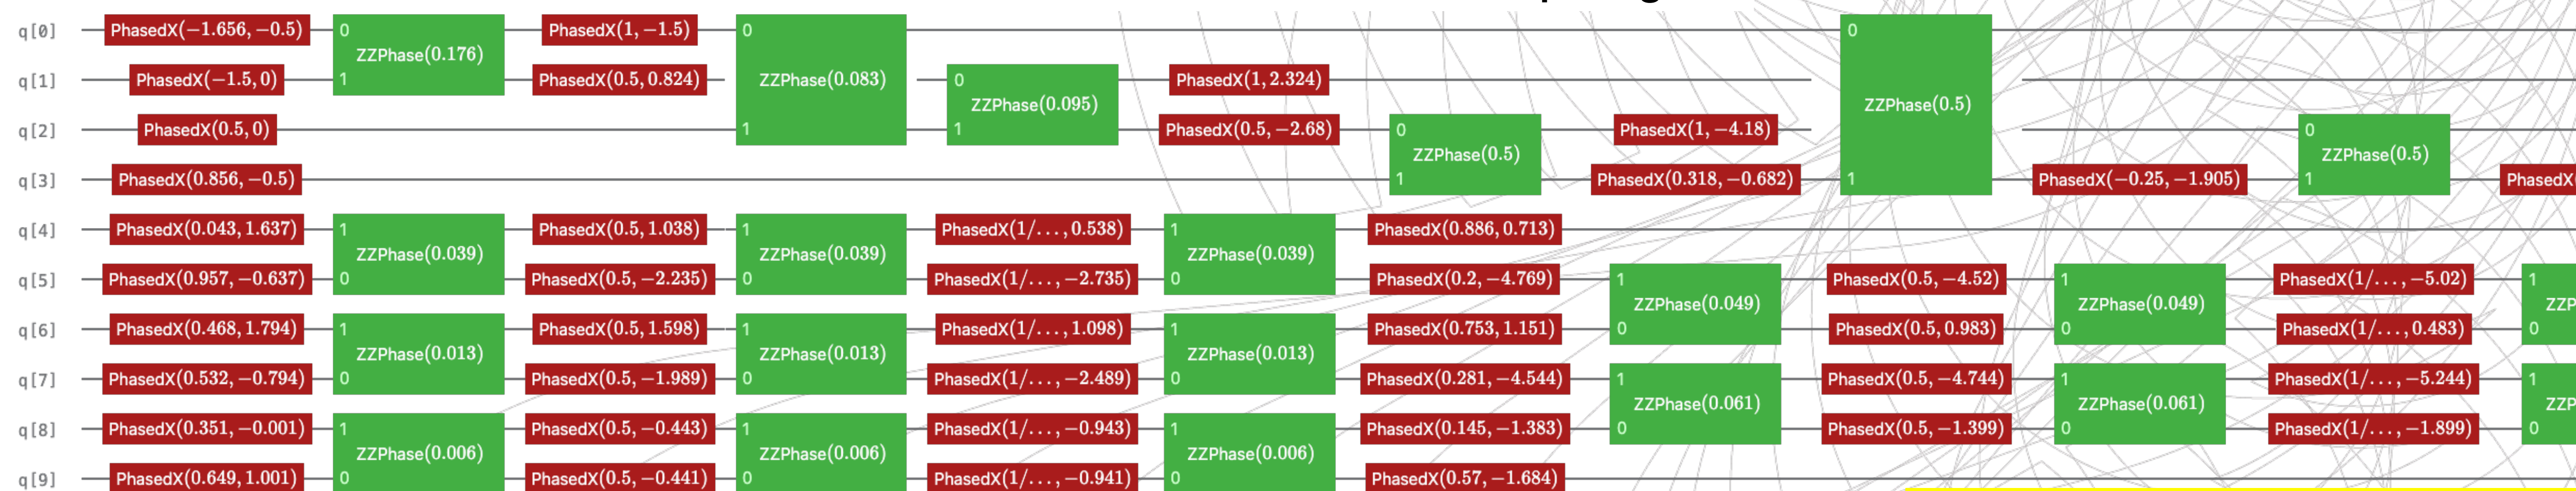 q[0] PhasedX(−1.656, −0.5) 0 ZZPhase(0.176) PhasedX(1, −1.5) 0 0
q[1] PhasedX(−1.5, 0) 1 PhasedX(0.5, 0.824) ZZPhase(0.083) 0 ZZPhase(0.095) PhasedX(1, 2.324) ZZPhase(0.5)
q[2] PhasedX(0.5, 0) 1 1 PhasedX(0.5, −2.68) 0 ZZPhase(0.5) PhasedX(1, −4.18) 0 ZZPhase(0.5)
q[3] PhasedX(0.856, −0.5) 1 PhasedX(0.318, −0.682) 1 PhasedX(−0.25, −1.905) 1 PhasedX
q[4] PhasedX(0.043, 1.637) 1 ZZPhase(0.039) PhasedX(0.5, 1.038) 1 ZZPhase(0.039) PhasedX(1/..., 0.538) 1 ZZPhase(0.039) PhasedX(0.886, 0.713)
q[5] PhasedX(0.957, −0.637) 0 PhasedX(0.5, −2.235) 0 PhasedX(1/..., −2.735) 0 PhasedX(0.2, −4.769) 1 ZZPhase(0.049) PhasedX(0.5, −4.52) 1 ZZPhase(0.049) PhasedX(1/..., −5.02) 1 ZZP
q[6] PhasedX(0.468, 1.794) 1 ZZPhase(0.013) PhasedX(0.5, 1.598) 1 ZZPhase(0.013) PhasedX(1/..., 1.098) 1 ZZPhase(0.013) PhasedX(0.753, 1.151) 0 PhasedX(0.5, 0.983) 0 PhasedX(1/..., 0.483) 0
q[7] PhasedX(0.532, −0.794) 0 PhasedX(0.5, −1.989) 0 PhasedX(1/..., −2.489) 0 PhasedX(0.281, −4.544) 1 ZZPhase(0.061) PhasedX(0.5, −4.744) 1 ZZPhase(0.061) PhasedX(1/..., −5.244) 1 ZZP
q[8] PhasedX(0.351, −0.001) 1 ZZPhase(0.006) PhasedX(0.5, −0.443) 1 ZZPhase(0.006) PhasedX(1/..., −0.943) 1 ZZPhase(0.006) PhasedX(0.145, −1.383) 0 PhasedX(0.5, −1.399) 0 PhasedX(1/..., −1.899) 0
q[9] PhasedX(0.649, 1.001) 0 PhasedX(0.5, −0.441) 0 PhasedX(1/..., −0.941) 0 PhasedX(0.57, −1.684)